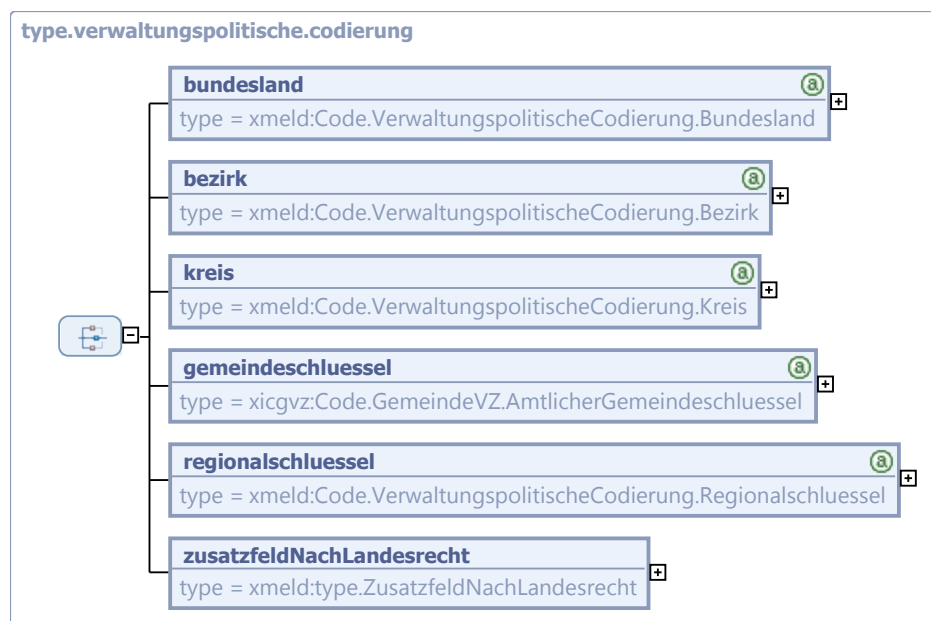 type.verwaltungspolitische.codierung
bundesland
type = xmeld:Code.VerwaltungspolitischeCodierung.Bundesland
bezirk
type = xmeld:Code.VerwaltungspolitischeCodierung.Bezirk
kreis
type = xmeld:Code.VerwaltungspolitischeCodierung.Kreis
gemeindeschluessel
type = xicgvz:Code.GemeindeVZ.AmtlicherGemeindeschluessel
regionalschluessel
type = xmeld:Code.VerwaltungspolitischeCodierung.Regionalschluessel
zusatzfeldNachLandesrecht
type = xmeld:type.ZusatzfeldNachLandesrecht